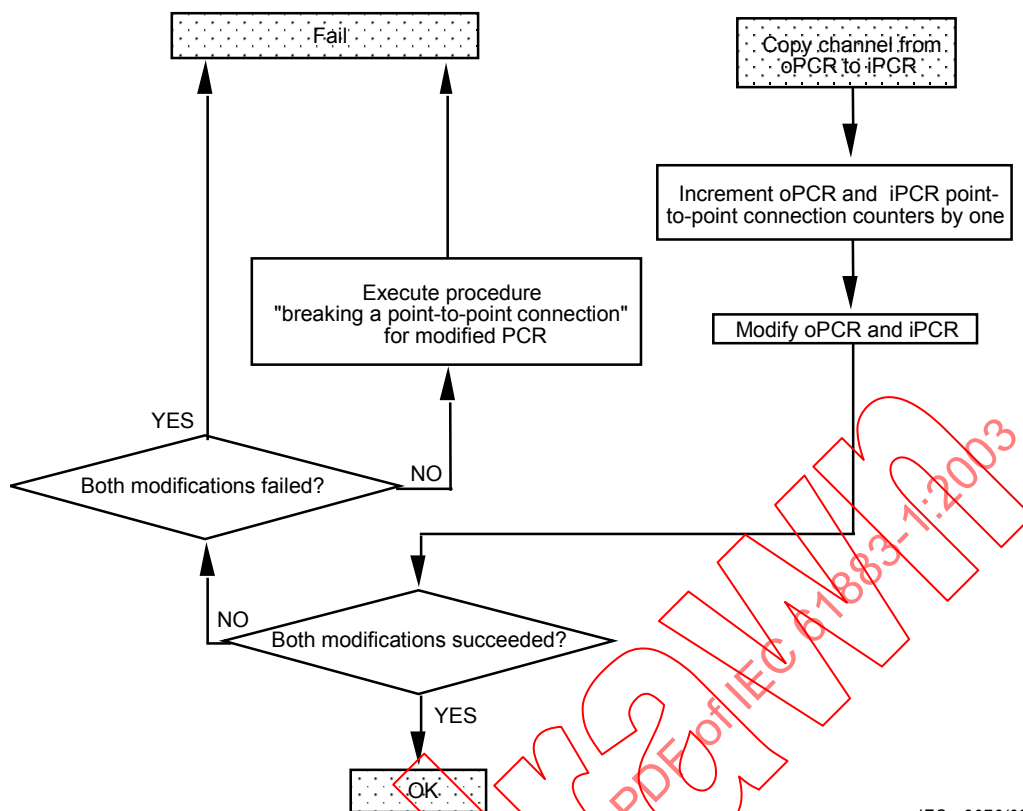 Fail
Copy channel from
oPCR to iPCR
Increment oPCR and iPCR point-
to-point connection counters by one
Execute procedure
"breaking a point-to-point connection"
for modified PCR
Modify oPCR and iPCR
YES
Both modifications failed?
NO
NO
Both modifications succeeded?
YES
OK
PDF of IEC 61883-1:2003